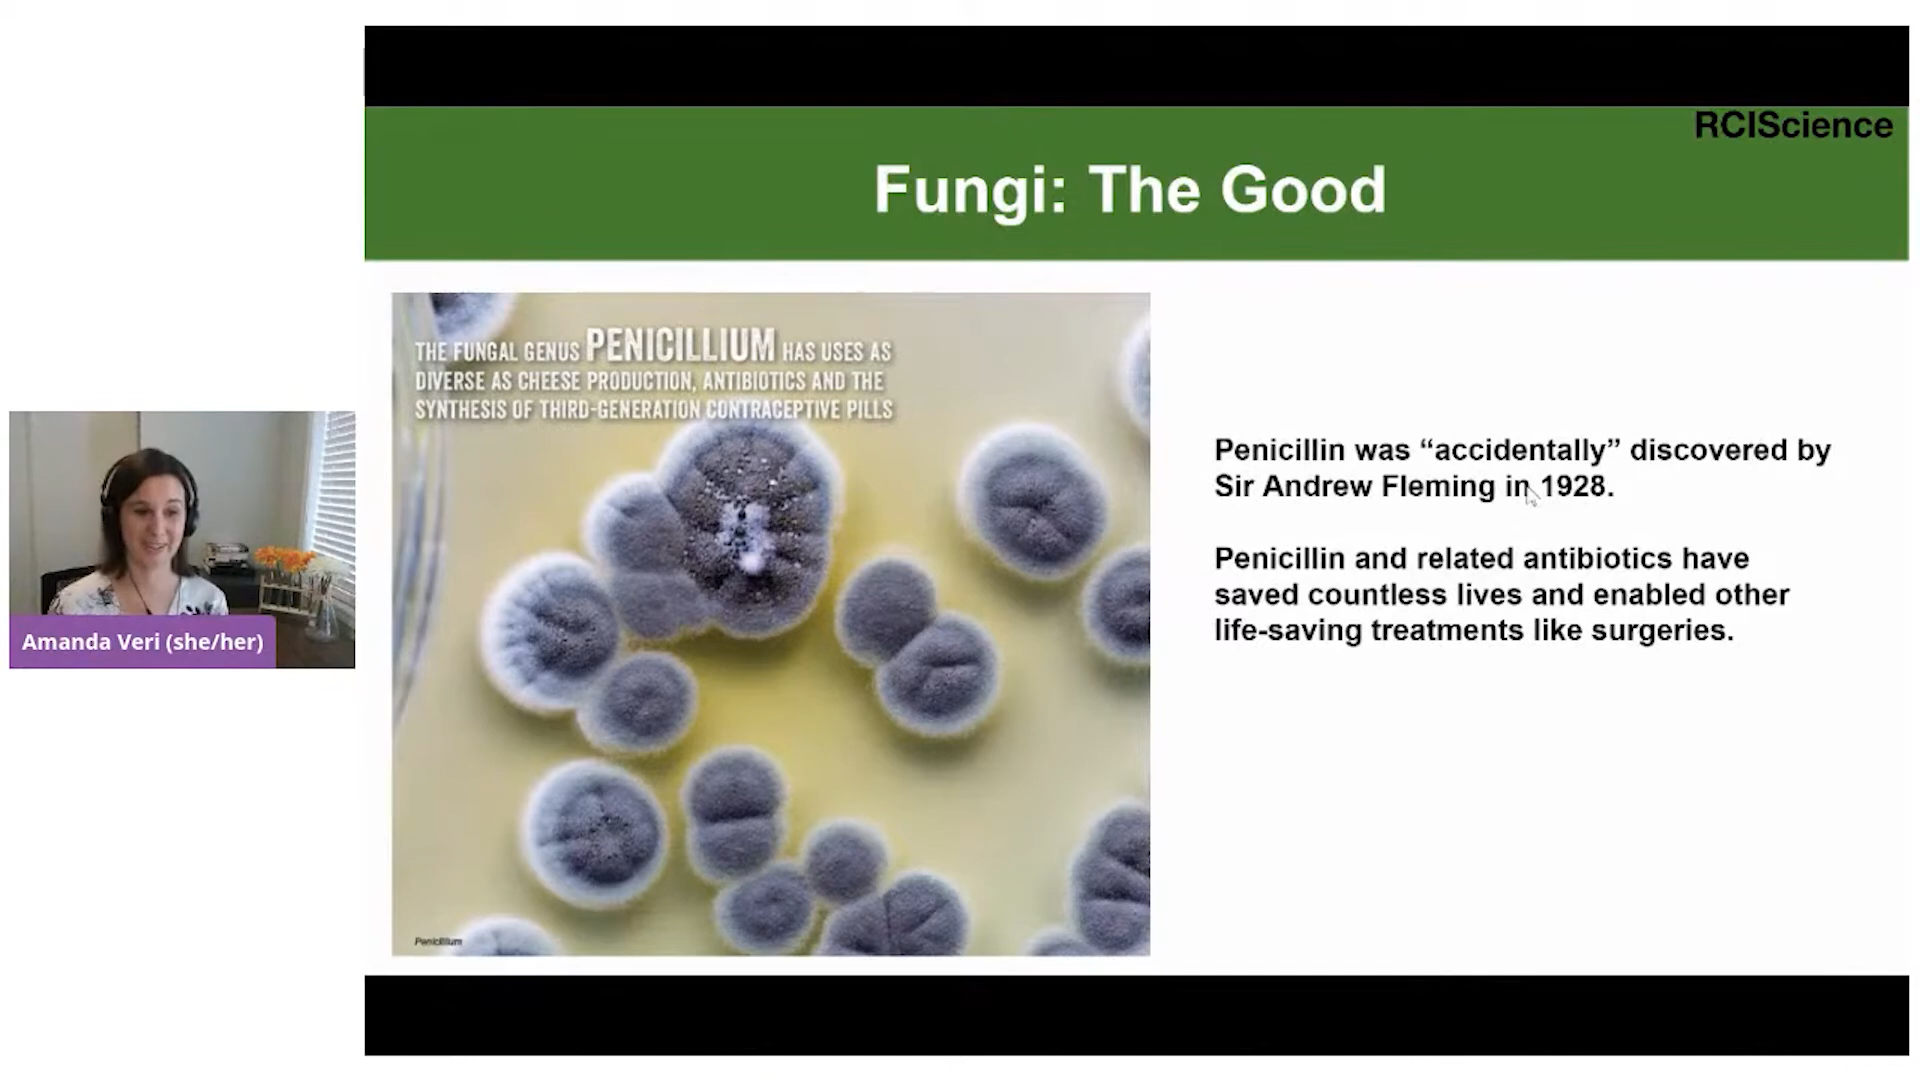 RCIScience
Fungi: The Good
THE FUNGAL GENUS PENICILLIUM HAS USES AS
DIVERSE AS CHEESE PRODUCTION, ANTIBIOTICS AND THE
SYNTHESIS OF THIRD-GENERATION CONTRACEPTIVE PILLS
Penicillium
Penicillin was “accidentally” discovered by
Sir Andrew Fleming in 1928.
Penicillin and related antibiotics have
saved countless lives and enabled other
life-saving treatments like surgeries.
Amanda Veri (she/her)